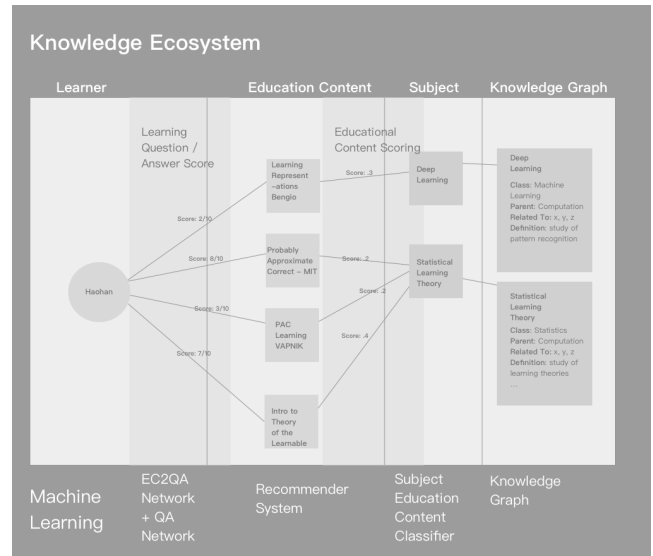 Knowledge Ecosystem
Learner
Education Content
Subject
Knowledge Graph
Learning
Question /
Answer Score
Educational
Content Scoring
Learning
Represent
-ations
Bengio
Score: .3
Deep
Learning
Deep
Learning
Class: Machine
Learning
Parent: Computation
Related To: x, y, z
Definition: study of
pattern recognition
Score: 2/10
Score: 8/10
Probably
Approximate
Correct - MIT
Score: .2
Statistical
Learning
Theory
Haohan
Score: 3/10
Score: .2
PAC
Learning
VAPNIK
Score: .4
Statistical
Learning
Theory
Class: Statistics
Parent: Computation
Related To: x, y, z
Definition: study of
learning theories
...
Score: 7/10
Intro to
Theory
of the
Learnable
Machine
Learning
EC2QA
Network
+ QA
Network
Recommender
System
Subject
Education
Content
Classifier
Knowledge
Graph